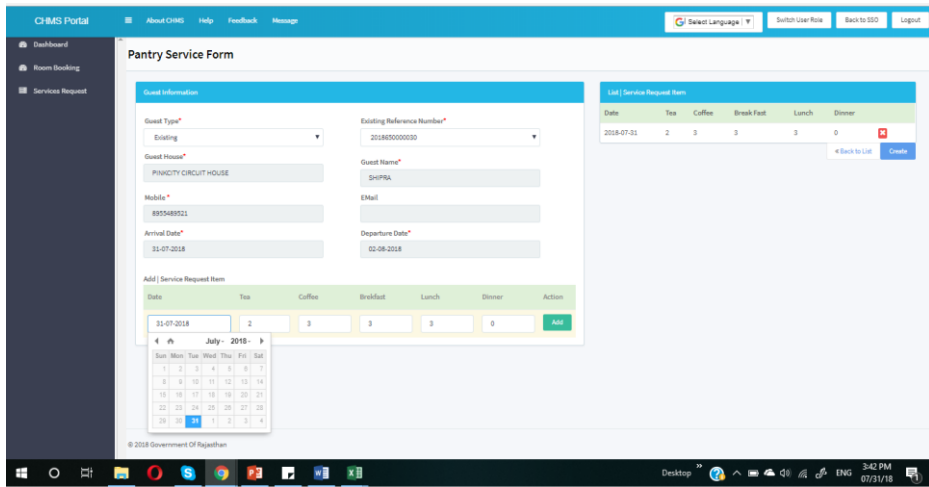 CHMS Portal
About CHMS Help Feedback Message
Select Language ▼
Switch User Role
Back to SSO
Logout
Dashboard
Room Booking
Services Request
Pantry Service Form
Guest Information
Guest Type* Existing Reference Number*
Existing 2018650000030
Guest House* Guest Name*
PINKCITY CIRCUIT HOUSE SHIPRA
Mobile * EMail
8955489521
Arrival Date* Departure Date*
31-07-2018 02-08-2018
Add | Service Request Item
Date Tea Coffee Brekfast Lunch Dinner Action
31-07-2018 2 3 3 3 0 Add
July 2018
Sun Mon Tue Wed Thu Fri Sat
1 2 3 4 5 6 7
8 9 10 11 12 13 14
15 16 17 18 19 20 21
22 23 24 25 26 27 28
29 30 31 1 2 3 4
List | Service Request Item
Date Tea Coffee Break Fast Lunch Dinner
2018-07-31 2 3 3 3 0
« Back to List Create
© 2018 Government Of Rajasthan
Desktop » ENG 3:42 PM
07/31/18